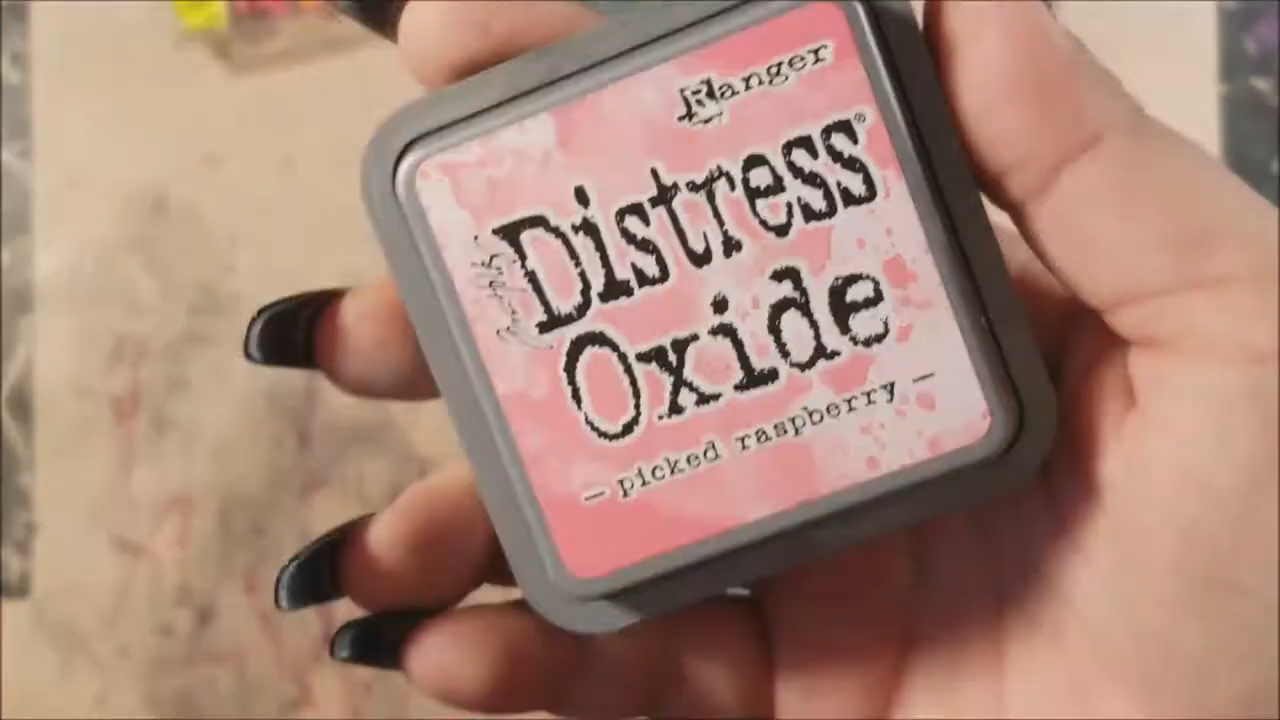 Ranger
Distress®
Oxide
– picked raspberry –